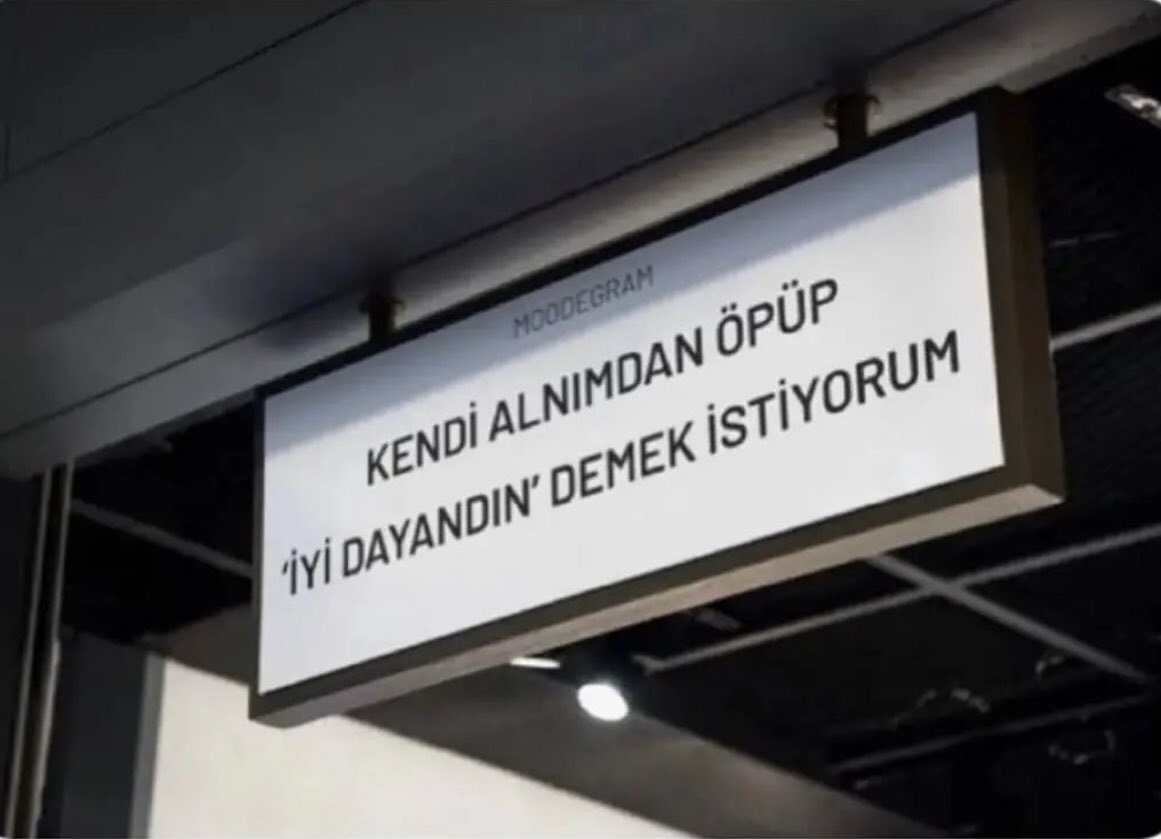 MOODEGRAM
KENDİ ALNIMDAN ÖPÜP
'İYİ DAYANDIN' DEMEK İSTİYORUM